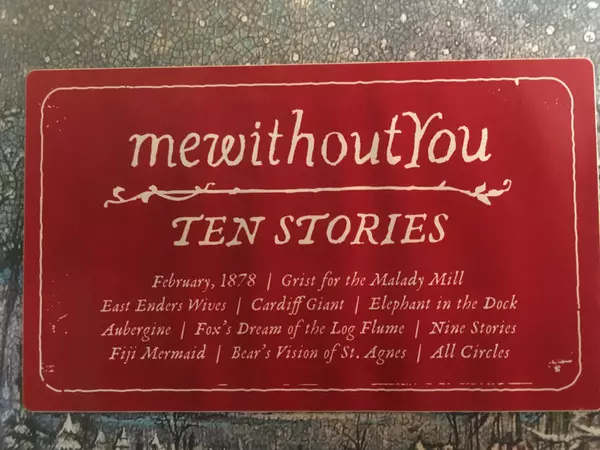 mewithoutYou
TEN STORIES
February, 1878 | Grist for the Malady Mill
East Enders Wives | Cardiff Giant | Elephant in the Dock
Aubergine | Fox's Dream of the Log Flume | Nine Stories
Fiji Mermaid | Bear's Vision of St. Agnes | All Circles